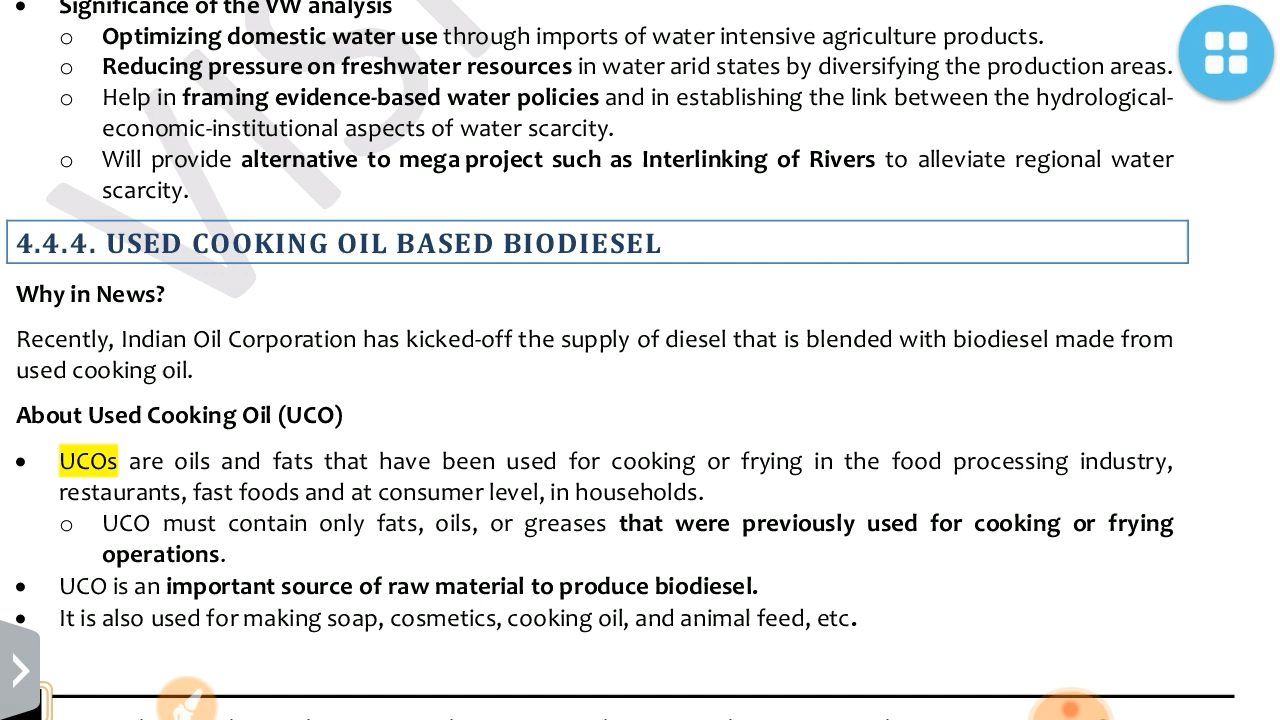 • Significance of the VW analysis
o Optimizing domestic water use through imports of water intensive agriculture products.
o Reducing pressure on freshwater resources in water arid states by diversifying the production areas.
o Help in framing evidence-based water policies and in establishing the link between the hydrological-
economic-institutional aspects of water scarcity.
o Will provide alternative to mega project such as Interlinking of Rivers to alleviate regional water
scarcity.
4.4.4. USED COOKING OIL BASED BIODIESEL
Why in News?
Recently, Indian Oil Corporation has kicked-off the supply of diesel that is blended with biodiesel made from
used cooking oil.
About Used Cooking Oil (UCO)
• UCOs are oils and fats that have been used for cooking or frying in the food processing industry,
restaurants, fast foods and at consumer level, in households.
o UCO must contain only fats, oils, or greases that were previously used for cooking or frying
operations.
• UCO is an important source of raw material to produce biodiesel.
• It is also used for making soap, cosmetics, cooking oil, and animal feed, etc.